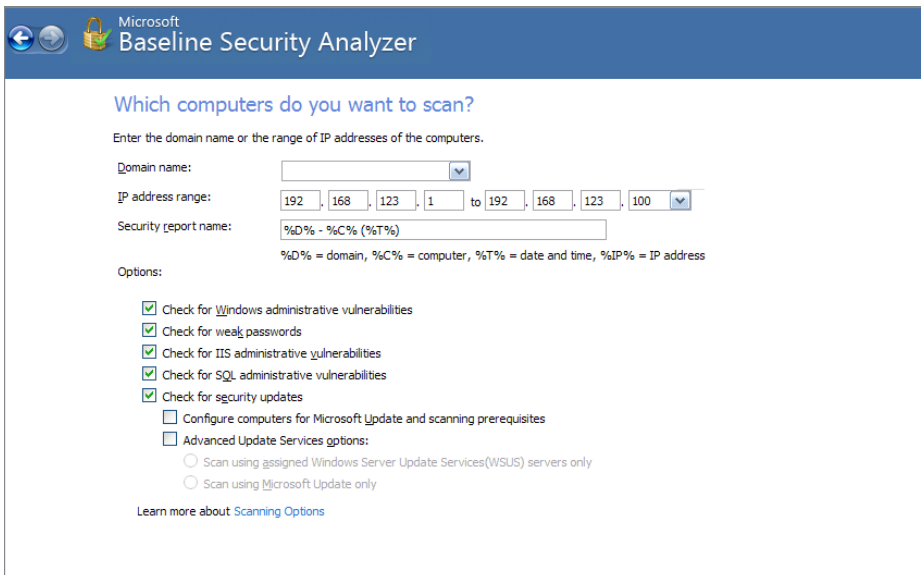 Microsoft
Baseline Security Analyzer
Which computers do you want to scan?
Enter the domain name or the range of IP addresses of the computers.
Domain name:
IP address range: 192 . 168 . 123 . 1 to 192 . 168 . 123 . 100
Security report name: %D% - %C% (%T%)
%D% = domain, %C% = computer, %T% = date and time, %IP% = IP address
Options:
Check for Windows administrative vulnerabilities
Check for weak passwords
Check for IIS administrative vulnerabilities
Check for SQL administrative vulnerabilities
Check for security updates
Configure computers for Microsoft Update and scanning prerequisites
Advanced Update Services options:
Scan using assigned Windows Server Update Services(WSUS) servers only
Scan using Microsoft Update only
Learn more about Scanning Options